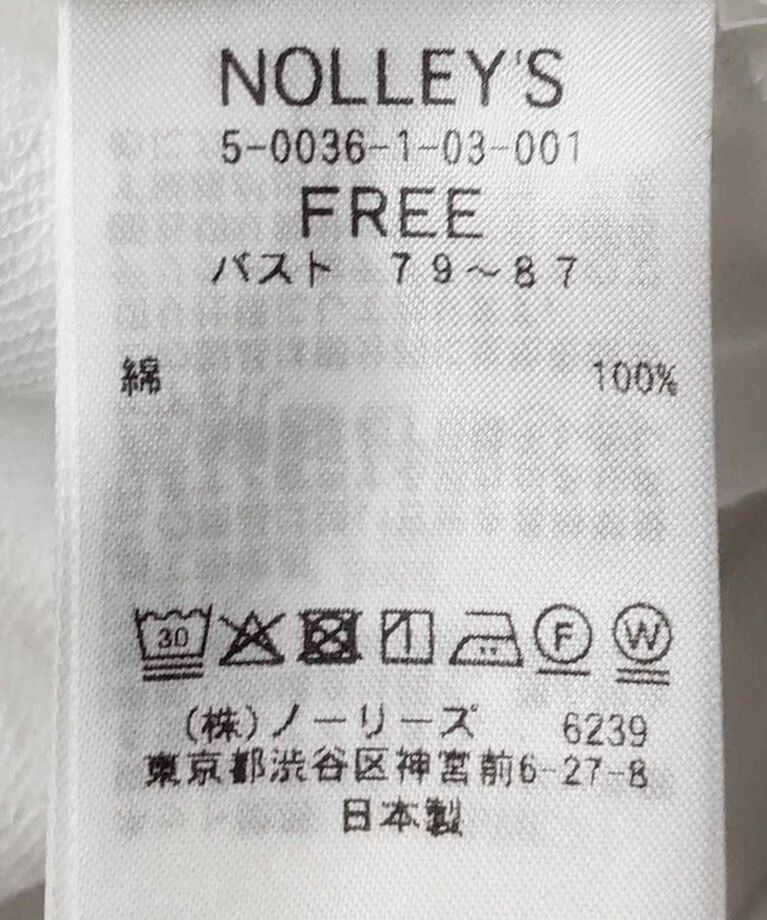 NOLLEY'S
5-0036-1-03-001
FREE
バスト 79～87
綿 100%
30 F W
(株)ノーリーズ 6239
東京都渋谷区神宮前6-27-8
日本製